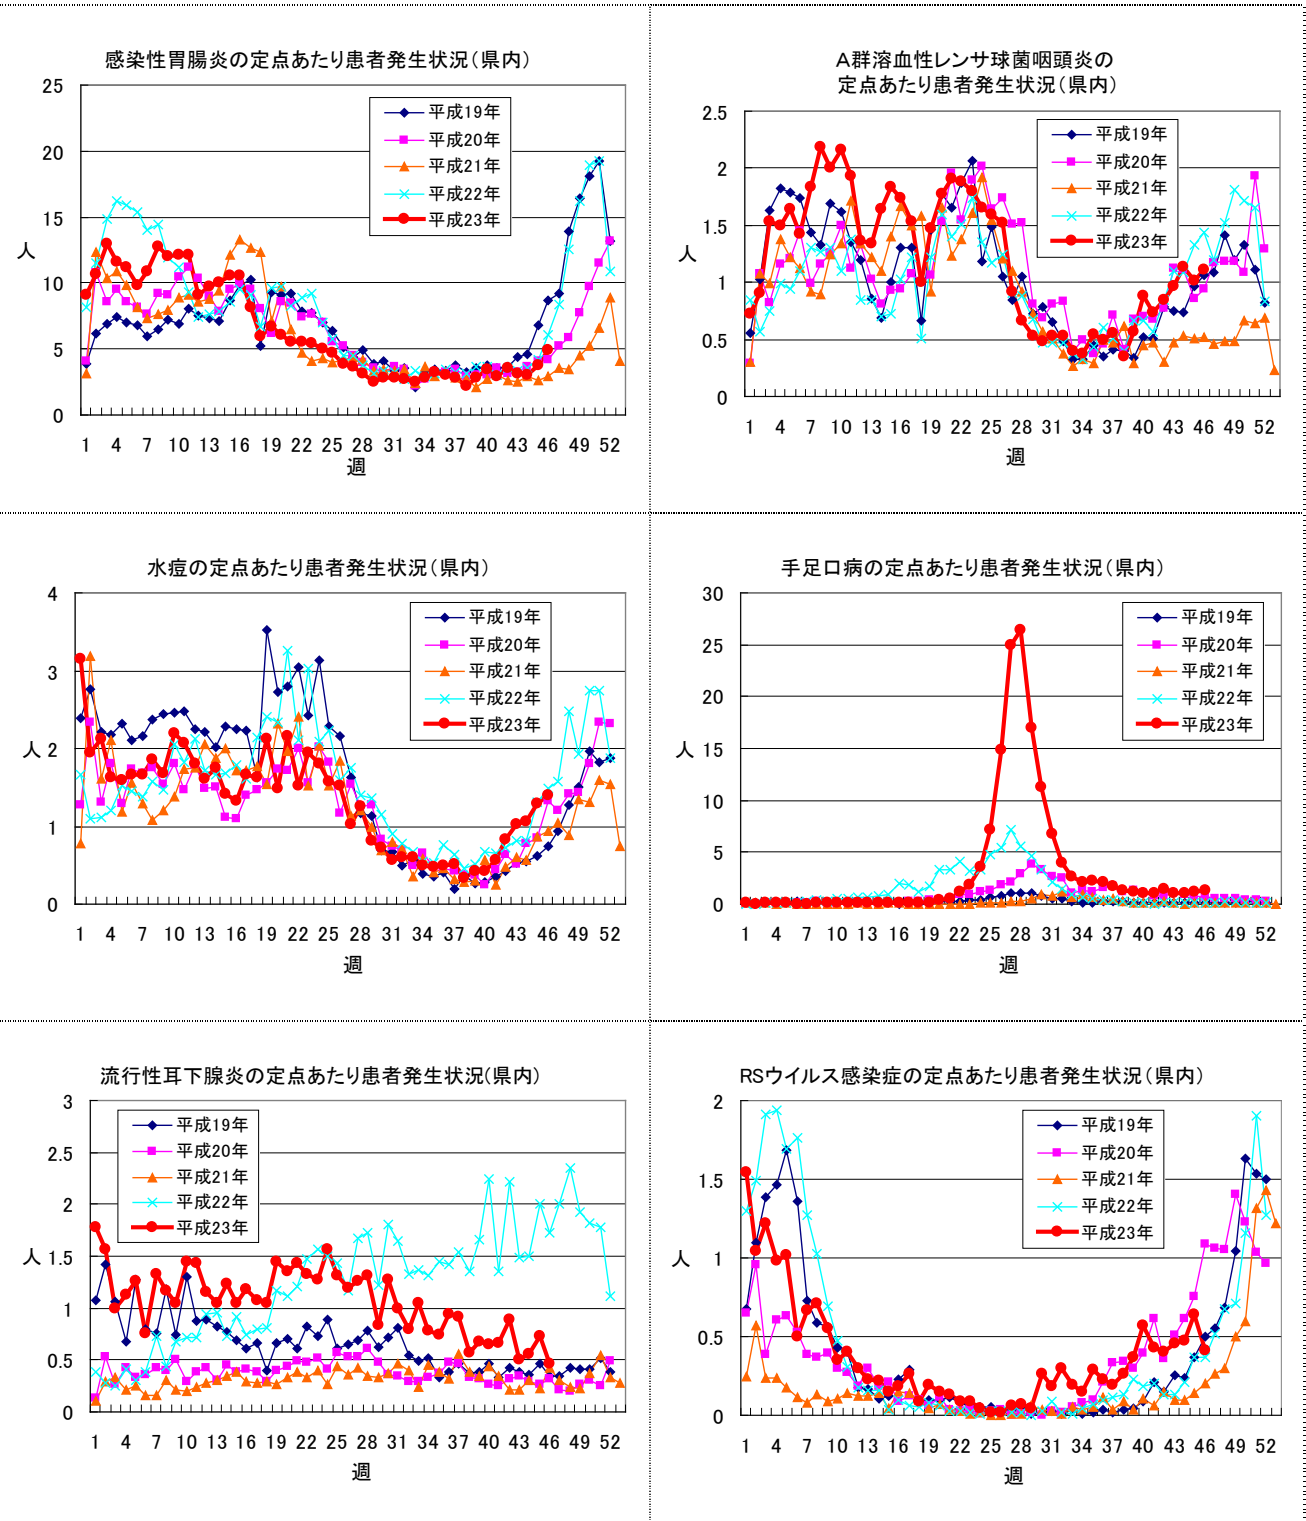 感染性胃腸炎の定点あたり患者発生状況(県内)
25
20
15
10
5
0
人
平成19年
平成20年
平成21年
平成22年
平成23年
1 4 7 10 13 16 19 22 25 28 31 34 37 40 43 46 49 52
週
A群溶血性レンサ球菌咽頭炎の
定点あたり患者発生状況(県内)
2.5
2
1.5
1
0.5
0
人
平成19年
平成20年
平成21年
平成22年
平成23年
1 4 7 10 13 16 19 22 25 28 31 34 37 40 43 46 49 52
週
水痘の定点あたり患者発生状況(県内)
4
3
2
1
0
人
平成19年
平成20年
平成21年
平成22年
平成23年
1 4 7 10 13 16 19 22 25 28 31 34 37 40 43 46 49 52
週
手足口病の定点あたり患者発生状況(県内)
30
25
20
15
10
5
0
人
平成19年
平成20年
平成21年
平成22年
平成23年
1 4 7 10 13 16 19 22 25 28 31 34 37 40 43 46 49 52
週
流行性耳下腺炎の定点あたり患者発生状況(県内)
3
2.5
2
1.5
1
0.5
0
人
平成19年
平成20年
平成21年
平成22年
平成23年
1 4 7 10 13 16 19 22 25 28 31 34 37 40 43 46 49 52
週
RSウイルス感染症の定点あたり患者発生状況(県内)
2
1.5
1
0.5
0
人
平成19年
平成20年
平成21年
平成22年
平成23年
1 4 7 10 13 16 19 22 25 28 31 34 37 40 43 46 49 52
週